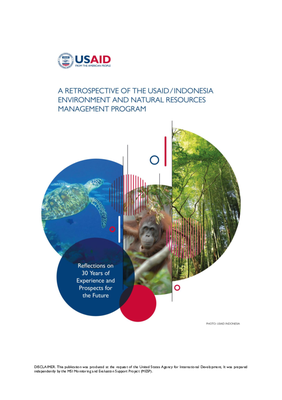 USAID
FROM THE AMERICAN PEOPLE
A RETROSPECTIVE OF THE USAID/INDONESIA
ENVIRONMENT AND NATURAL RESOURCES
MANAGEMENT PROGRAM
Reflections on
30 Years of
Experience and
Prospects for
the Future
PHOTO: USAID INDONESIA
DISCLAIMER: This publication was produced at the request of the United States Agency for International Development. It was prepared
independently by the MSI Monitoring and Evaluation Support Project (MESP).